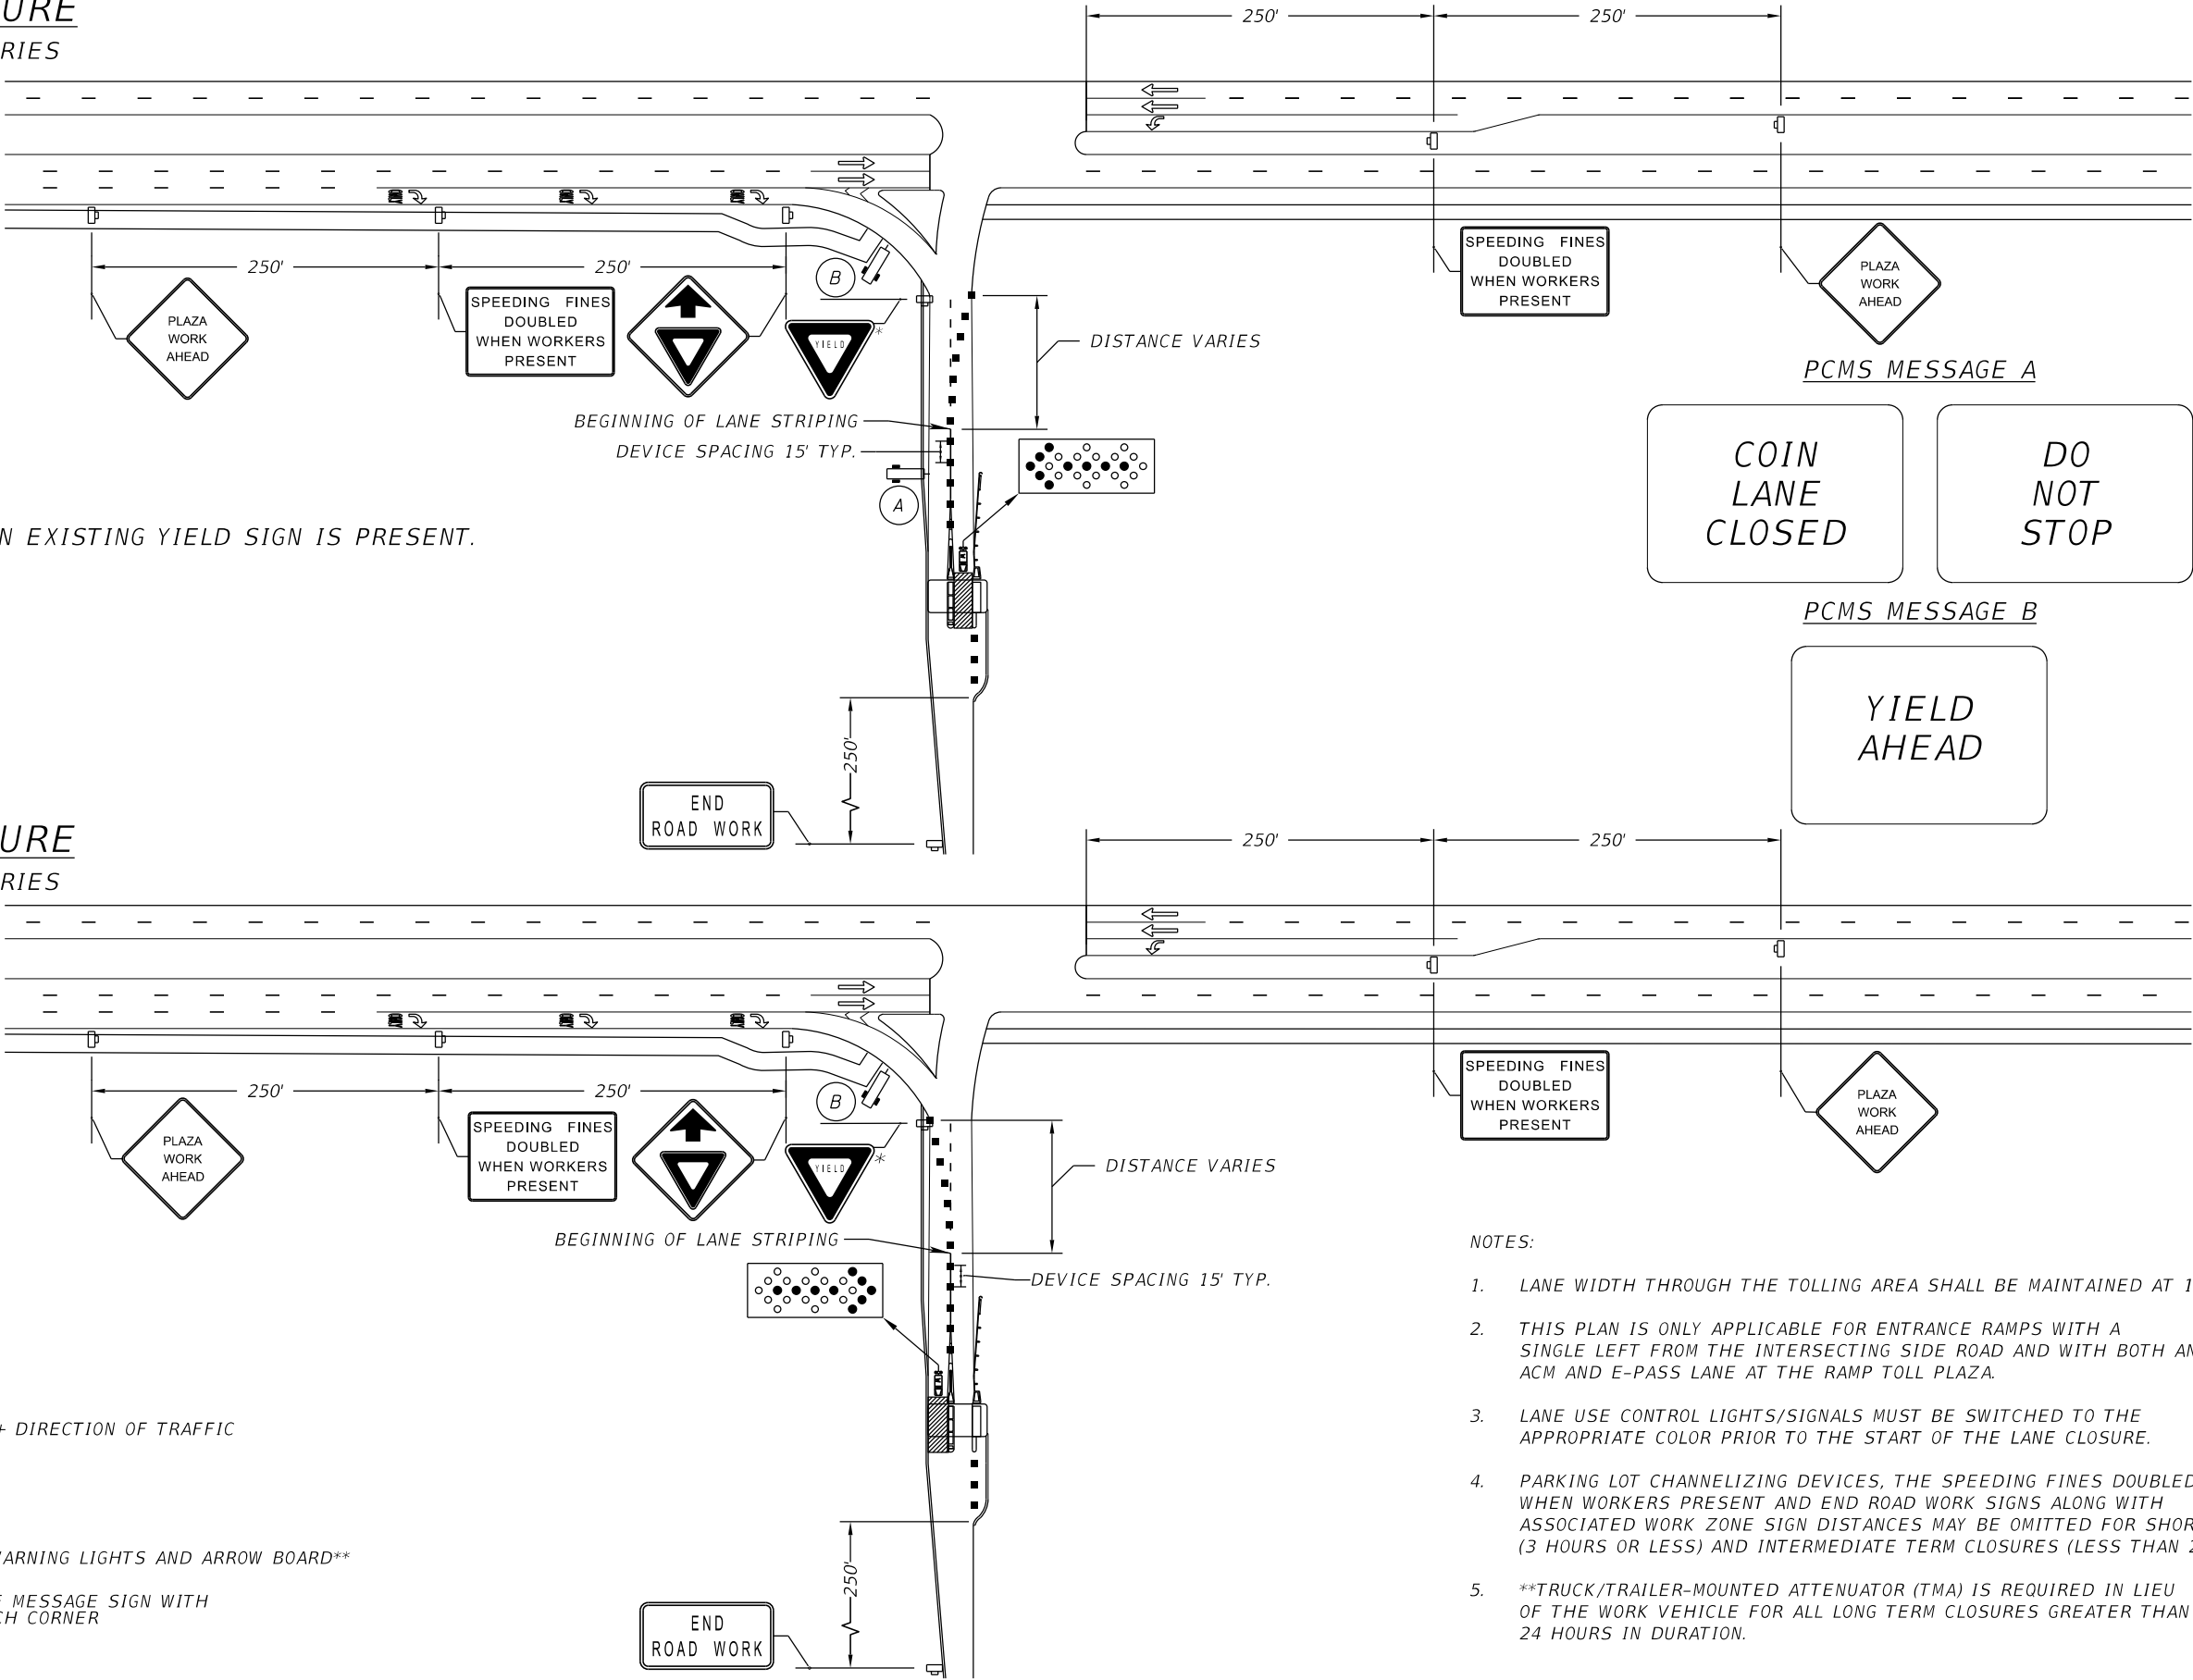 URE
RIES
250'
250'
250'
250'
PLAZA
WORK
AHEAD
SPEEDING FINES
DOUBLED
WHEN WORKERS
PRESENT
YIELD
*
B
DISTANCE VARIES
BEGINNING OF LANE STRIPING
DEVICE SPACING 15' TYP.
A
SPEEDING FINES
DOUBLED
WHEN WORKERS
PRESENT
PLAZA
WORK
AHEAD
N EXISTING YIELD SIGN IS PRESENT.
PCMS MESSAGE A
COIN
LANE
CLOSED
DO
NOT
STOP
PCMS MESSAGE B
YIELD
AHEAD
250'
END
ROAD WORK
URE
RIES
250'
250'
250'
250'
PLAZA
WORK
AHEAD
SPEEDING FINES
DOUBLED
WHEN WORKERS
PRESENT
YIELD
*
B
DISTANCE VARIES
BEGINNING OF LANE STRIPING
DEVICE SPACING 15' TYP.
SPEEDING FINES
DOUBLED
WHEN WORKERS
PRESENT
PLAZA
WORK
AHEAD
DIRECTION OF TRAFFIC
ARNING LIGHTS AND ARROW BOARD**
MESSAGE SIGN WITH
CH CORNER
250'
END
ROAD WORK
NOTES:
1. LANE WIDTH THROUGH THE TOLLING AREA SHALL BE MAINTAINED AT 1
2. THIS PLAN IS ONLY APPLICABLE FOR ENTRANCE RAMPS WITH A
SINGLE LEFT FROM THE INTERSECTING SIDE ROAD AND WITH BOTH AN
ACM AND E-PASS LANE AT THE RAMP TOLL PLAZA.
3. LANE USE CONTROL LIGHTS/SIGNALS MUST BE SWITCHED TO THE
APPROPRIATE COLOR PRIOR TO THE START OF THE LANE CLOSURE.
4. PARKING LOT CHANNELIZING DEVICES, THE SPEEDING FINES DOUBLED
WHEN WORKERS PRESENT AND END ROAD WORK SIGNS ALONG WITH
ASSOCIATED WORK ZONE SIGN DISTANCES MAY BE OMITTED FOR SHOR
(3 HOURS OR LESS) AND INTERMEDIATE TERM CLOSURES (LESS THAN 2
5. **TRUCK/TRAILER-MOUNTED ATTENUATOR (TMA) IS REQUIRED IN LIEU
OF THE WORK VEHICLE FOR ALL LONG TERM CLOSURES GREATER THAN
24 HOURS IN DURATION.